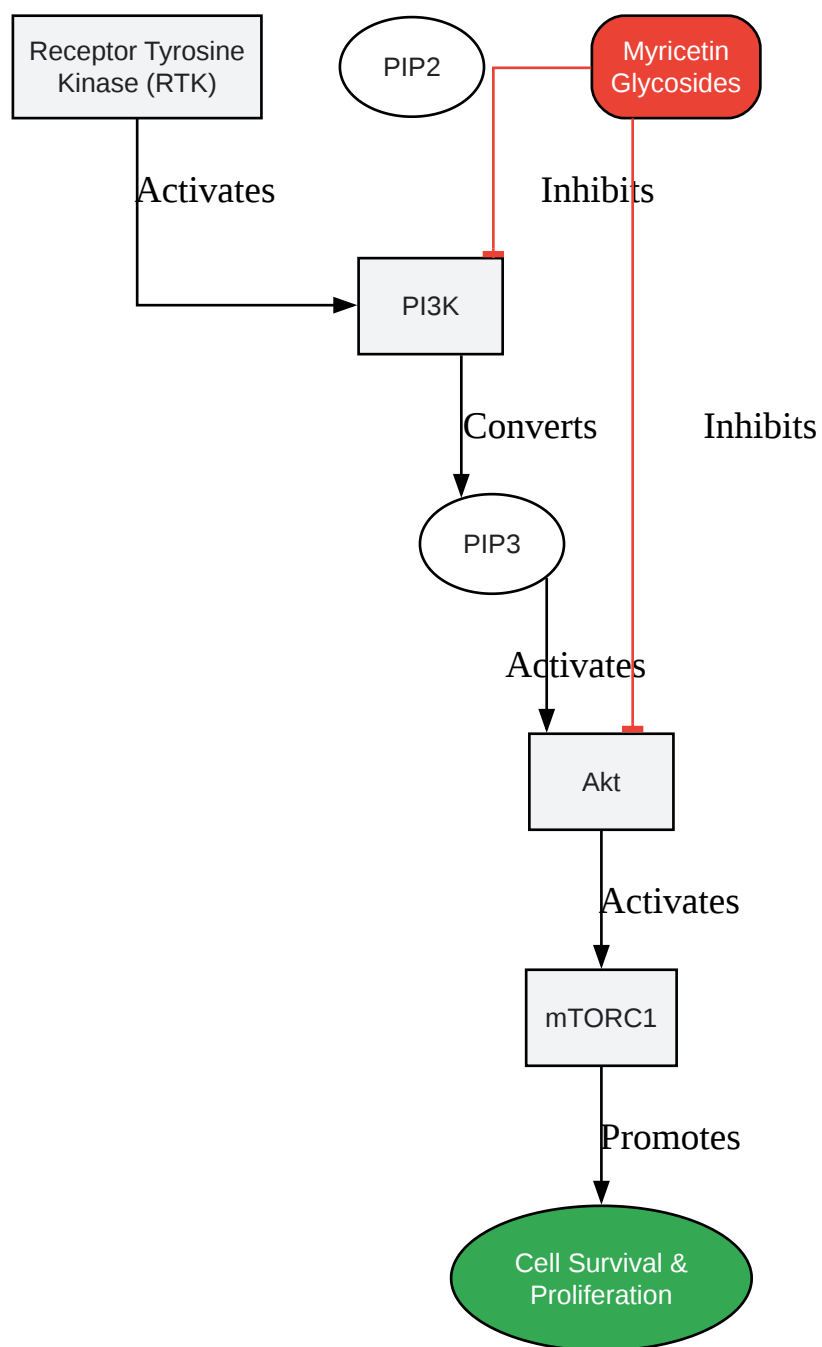 Receptor Tyrosine
Kinase (RTK)
PIP2
Myricetin
Glycosides
Activates
Inhibits
PI3K
Converts
Inhibits
PIP3
Activates
Akt
Activates
mTORC1
Promotes
Cell Survival &
Proliferation